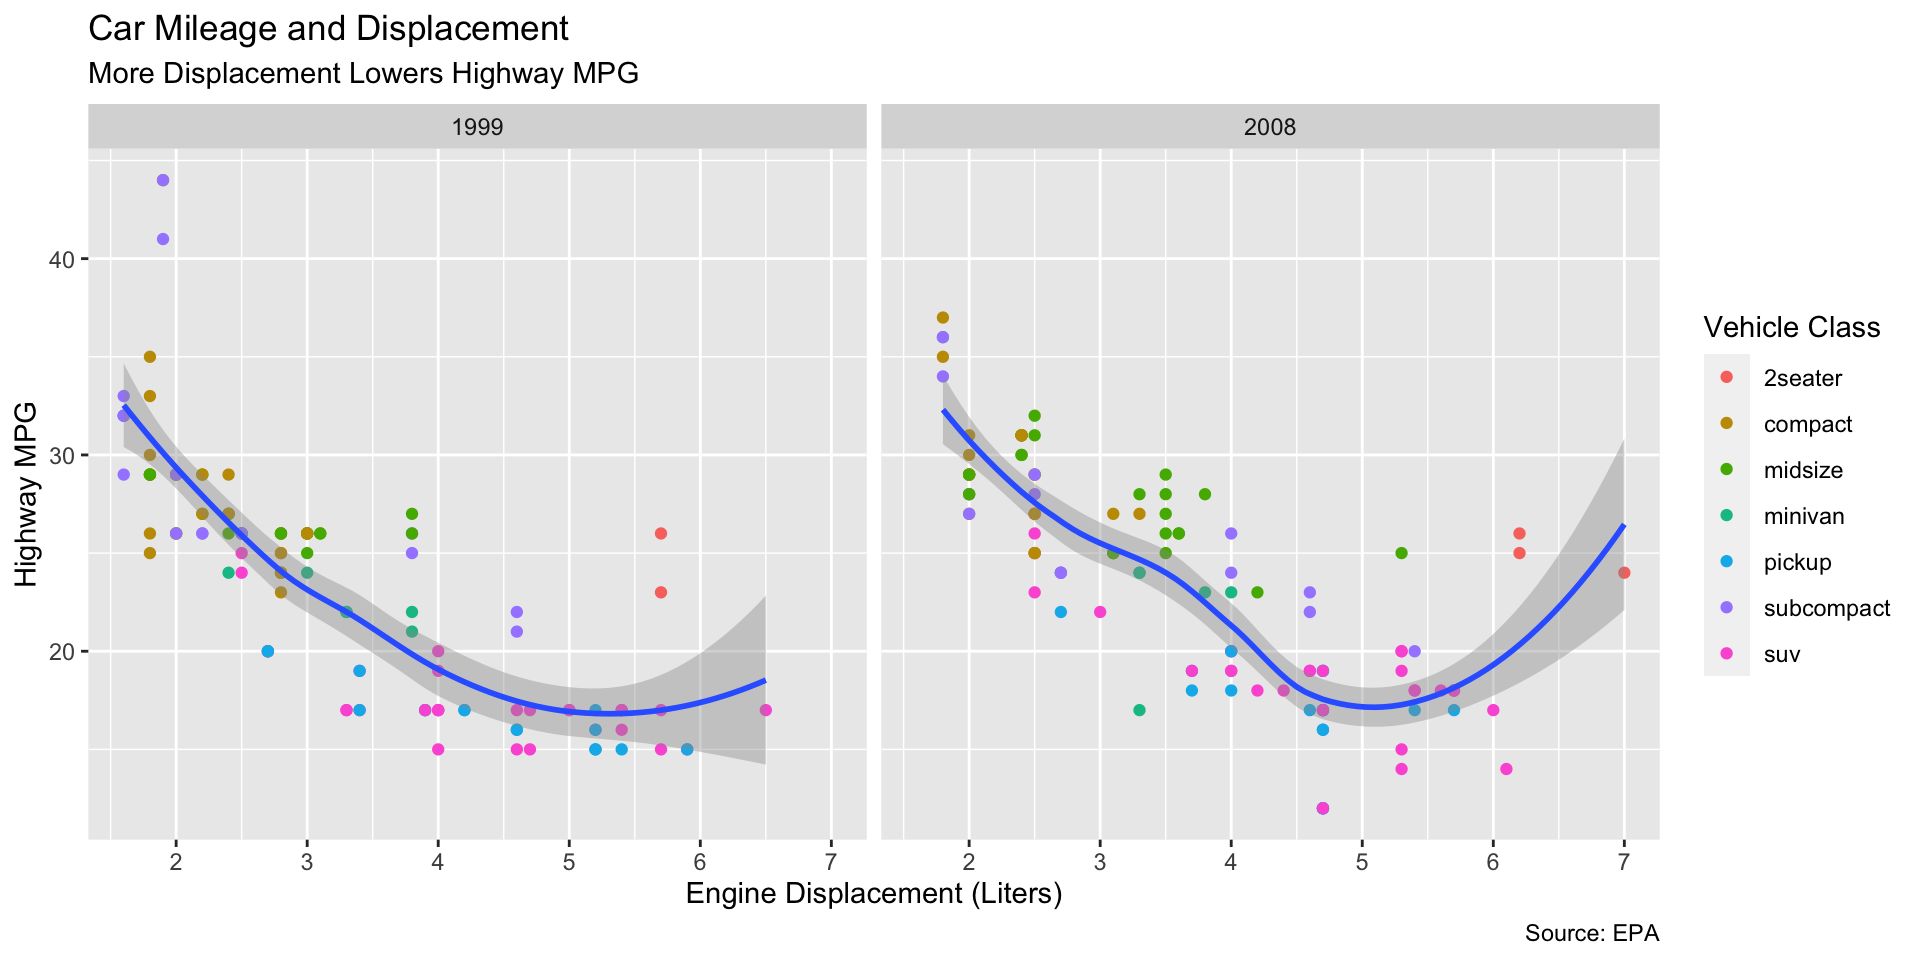 Car Mileage and Displacement
More Displacement Lowers Highway MPG
1999
2008
Highway MPG
40
30
20
2 3 4 5 6 7
2 3 4 5 6 7
Engine Displacement (Liters)
Vehicle Class
2seater
compact
midsize
minivan
pickup
subcompact
suv
Source: EPA